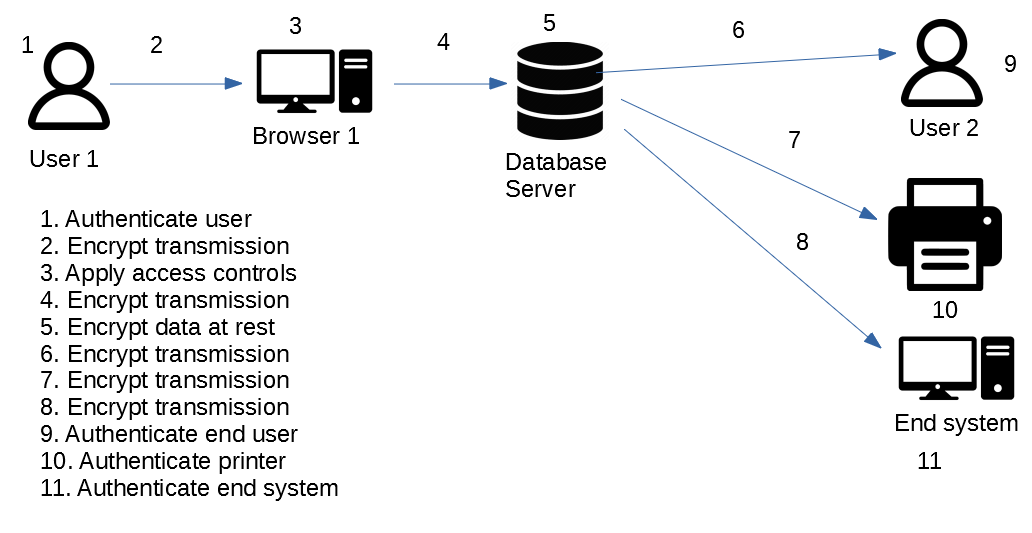 1
2
3
4
5
6
9
User 1
Browser 1
Database
Server
User 2
7
8
10
End system
11
1. Authenticate user
2. Encrypt transmission
3. Apply access controls
4. Encrypt transmission
5. Encrypt data at rest
6. Encrypt transmission
7. Encrypt transmission
8. Encrypt transmission
9. Authenticate end user
10. Authenticate printer
11. Authenticate end system